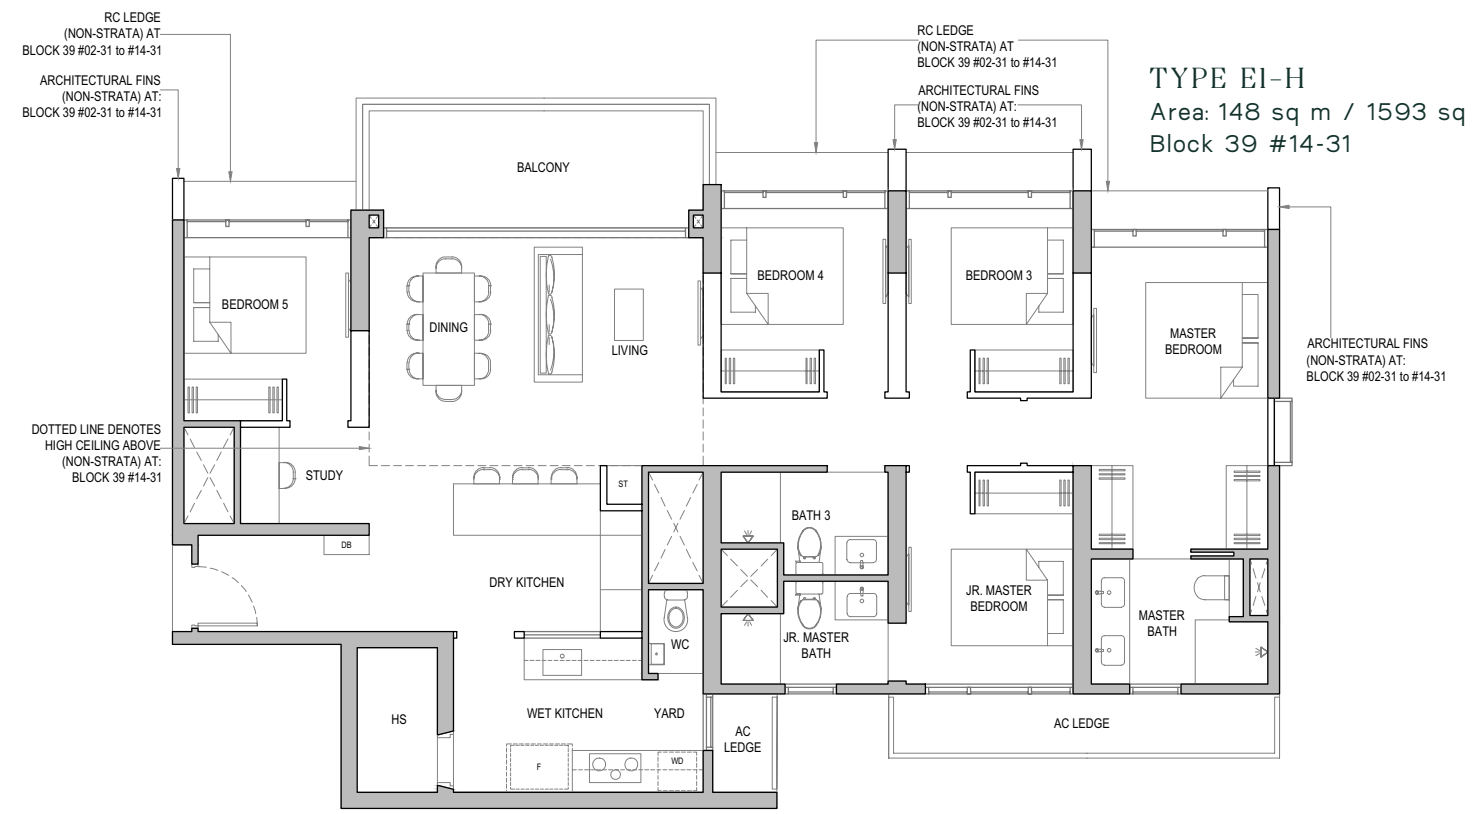 RC LEDGE
(NON-STRATA) AT
BLOCK 39 #02-31 to #14-31
ARCHITECTURAL FINS
(NON-STRATA) AT:
BLOCK 39 #02-31 to #14-31
RC LEDGE
(NON-STRATA) AT
BLOCK 39 #02-31 to #14-31
ARCHITECTURAL FINS
(NON-STRATA) AT:
BLOCK 39 #02-31 to #14-31
TYPE E1-H
Area: 148 sq m / 1593 sq
Block 39 #14-31
BALCONY
BEDROOM 5
DINING
LIVING
BEDROOM 4
BEDROOM 3
MASTER
BEDROOM
ARCHITECTURAL FINS
(NON-STRATA) AT:
BLOCK 39 #02-31 to #14-31
DOTTED LINE DENOTES
HIGH CEILING ABOVE
(NON-STRATA) AT:
BLOCK 39 #14-31
STUDY
ST
BATH 3
DB
DRY KITCHEN
JR. MASTER
BEDROOM
MASTER
BATH
WC
JR. MASTER
BATH
HS
WET KITCHEN
YARD
AC
LEDGE
AC LEDGE
F
WD